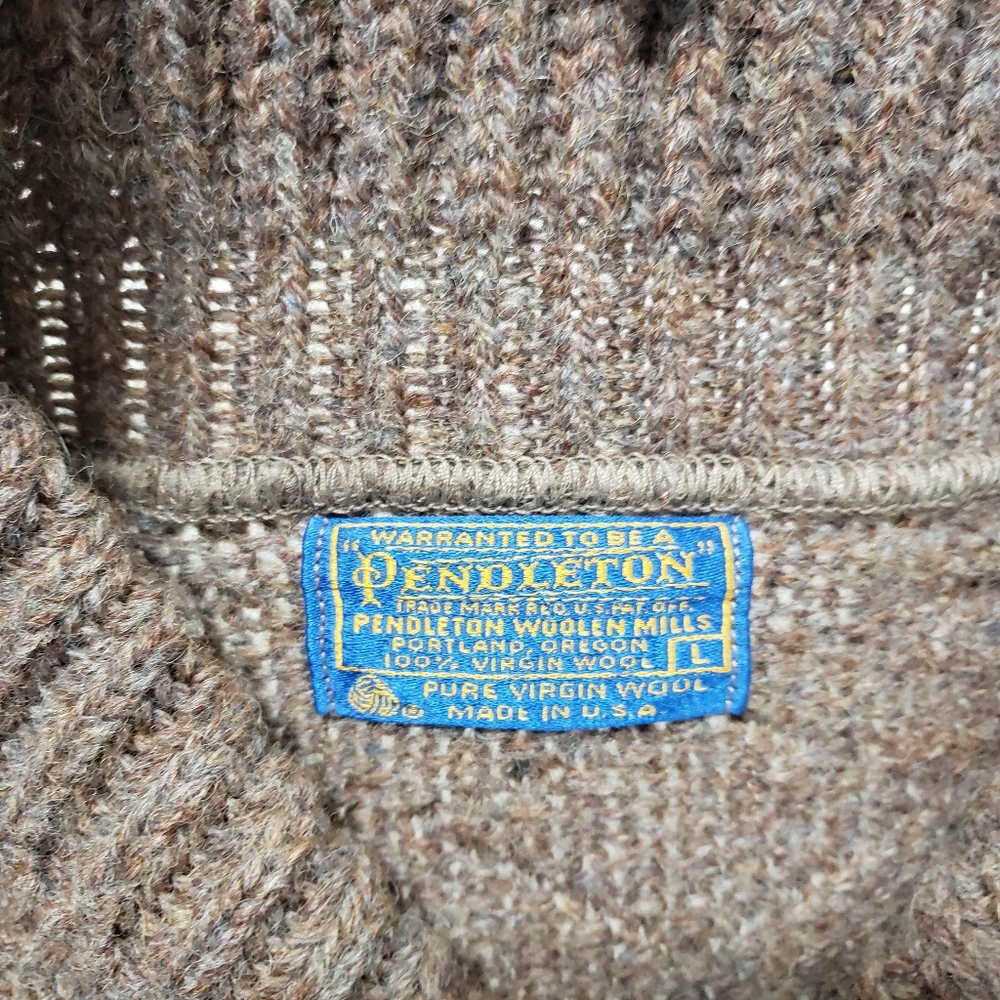 WARRANTED TO BE A
"PENDLETON"
TRADE MARK REG. U.S. PAT. OFF.
PENDLETON WOOLEN MILLS
PORTLAND, OREGON
100% VIRGIN WOOL L
PURE VIRGIN WOOL
MADE IN U.S.A